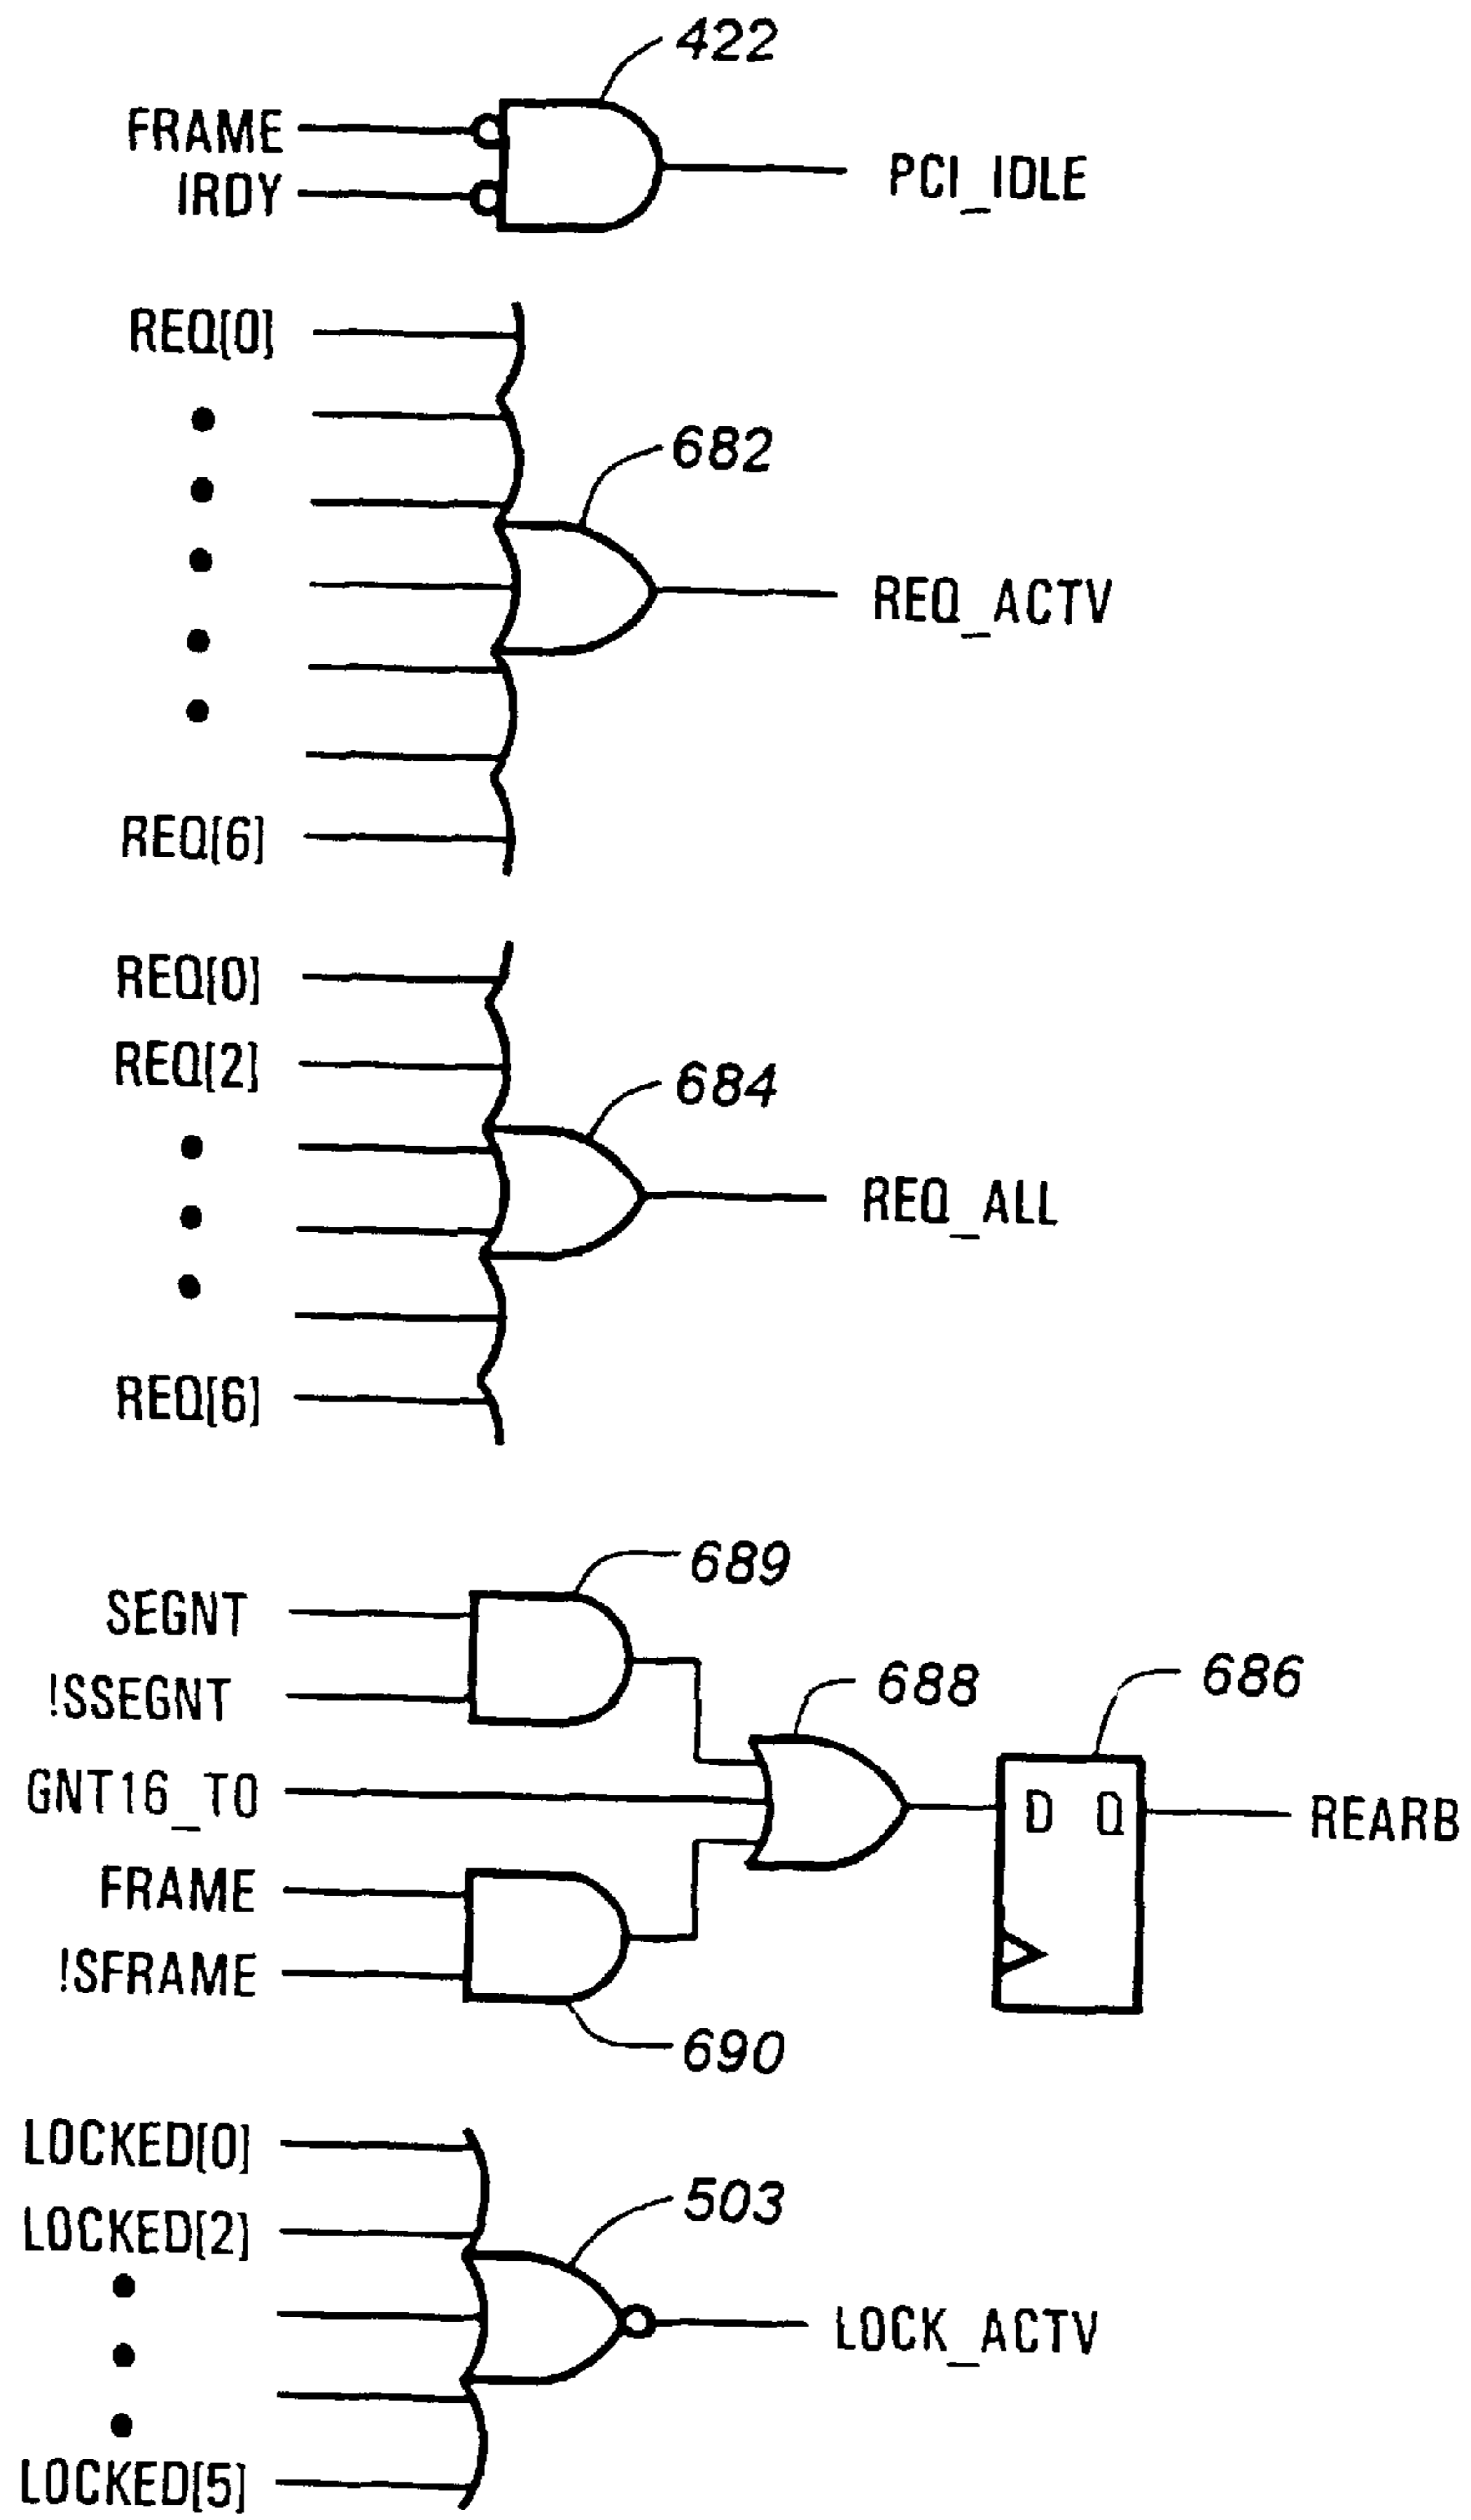 422
FRAME
IRDY
PCI_IDLE
REQ[0]
682
REQ_ACTV
REQ[6]
REQ[0]
REQ[2]
684
REQ_ALL
REQ[6]
689
SEGNT
!SSEGNT
688
686
GNT16_TO
D Q
REARB
FRAME
!SFRAME
690
LOCKED[0]
LOCKED[2]
503
LOCK_ACTV
LOCKED[5]